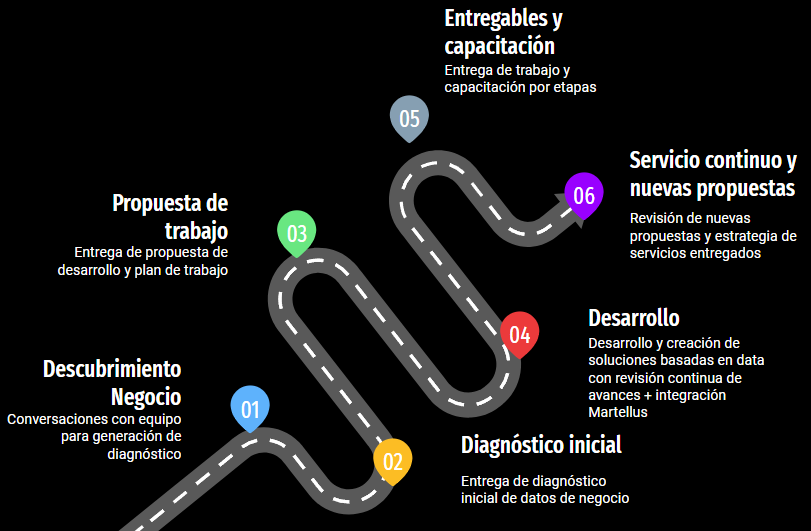 Entregables y
capacitación
Entrega de trabajo y
capacitación por etapas
05
Servicio continuo y
nuevas propuestas
06
Revisión de nuevas
propuestas y estrategia de
servicios entregados
Propuesta de
trabajo
03
Entrega de propuesta de
desarrollo y plan de trabajo
Desarrollo
04
Desarrollo y creación de
soluciones basadas en data
con revisión continua de
avances + integración
Martellus
Descubrimiento
Negocio
01
Conversaciones con equipo
para generación de
diagnóstico
Diagnóstico inicial
02
Entrega de diagnóstico
inicial de datos de negocio